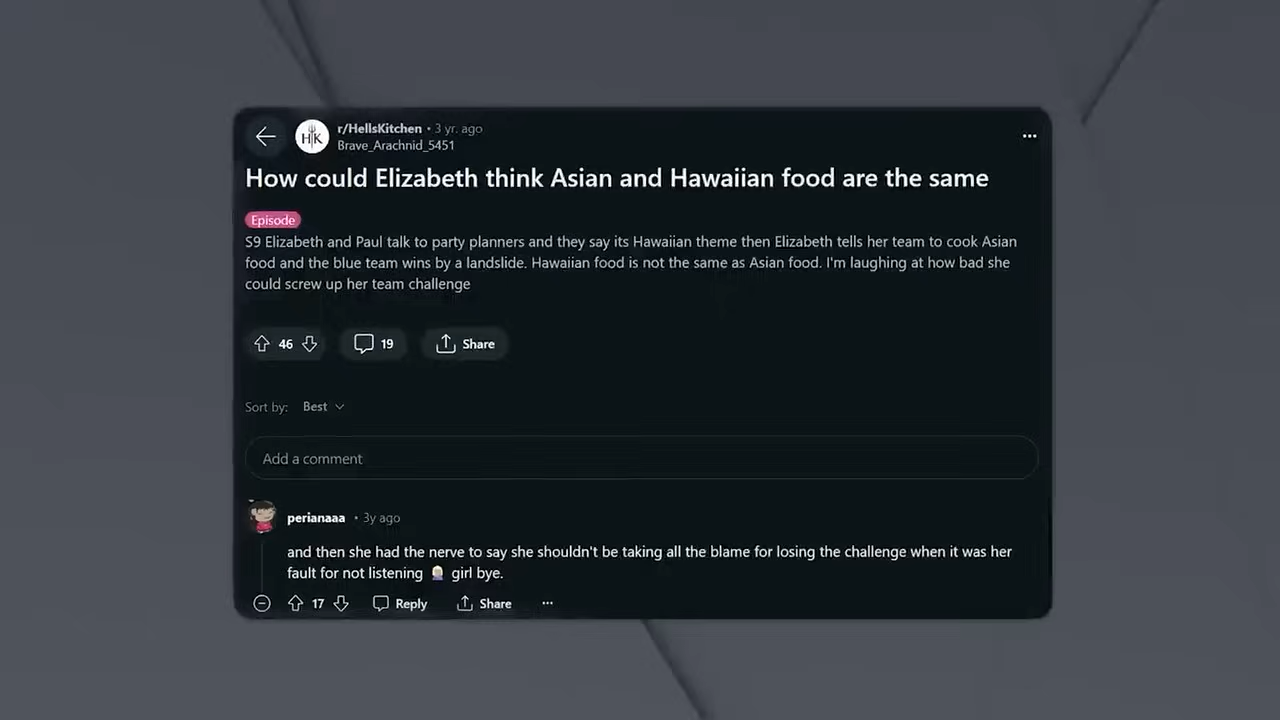 r/HellsKitchen • 3 yr. ago
HK
Brave_Arachnid_5451
How could Elizabeth think Asian and Hawaiian food are the same
Episode
S9 Elizabeth and Paul talk to party planners and they say its Hawaiian theme then Elizabeth tells her team to cook Asian
food and the blue team wins by a landslide. Hawaiian food is not the same as Asian food. I'm laughing at how bad she
could screw up her team challenge
46 19 Share
Sort by: Best
Add a comment
perianaaa • 3y ago
and then she had the nerve to say she shouldn't be taking all the blame for losing the challenge when it was her
fault for not listening 🤦🏼‍♀️ girl bye.
17 Reply Share ...